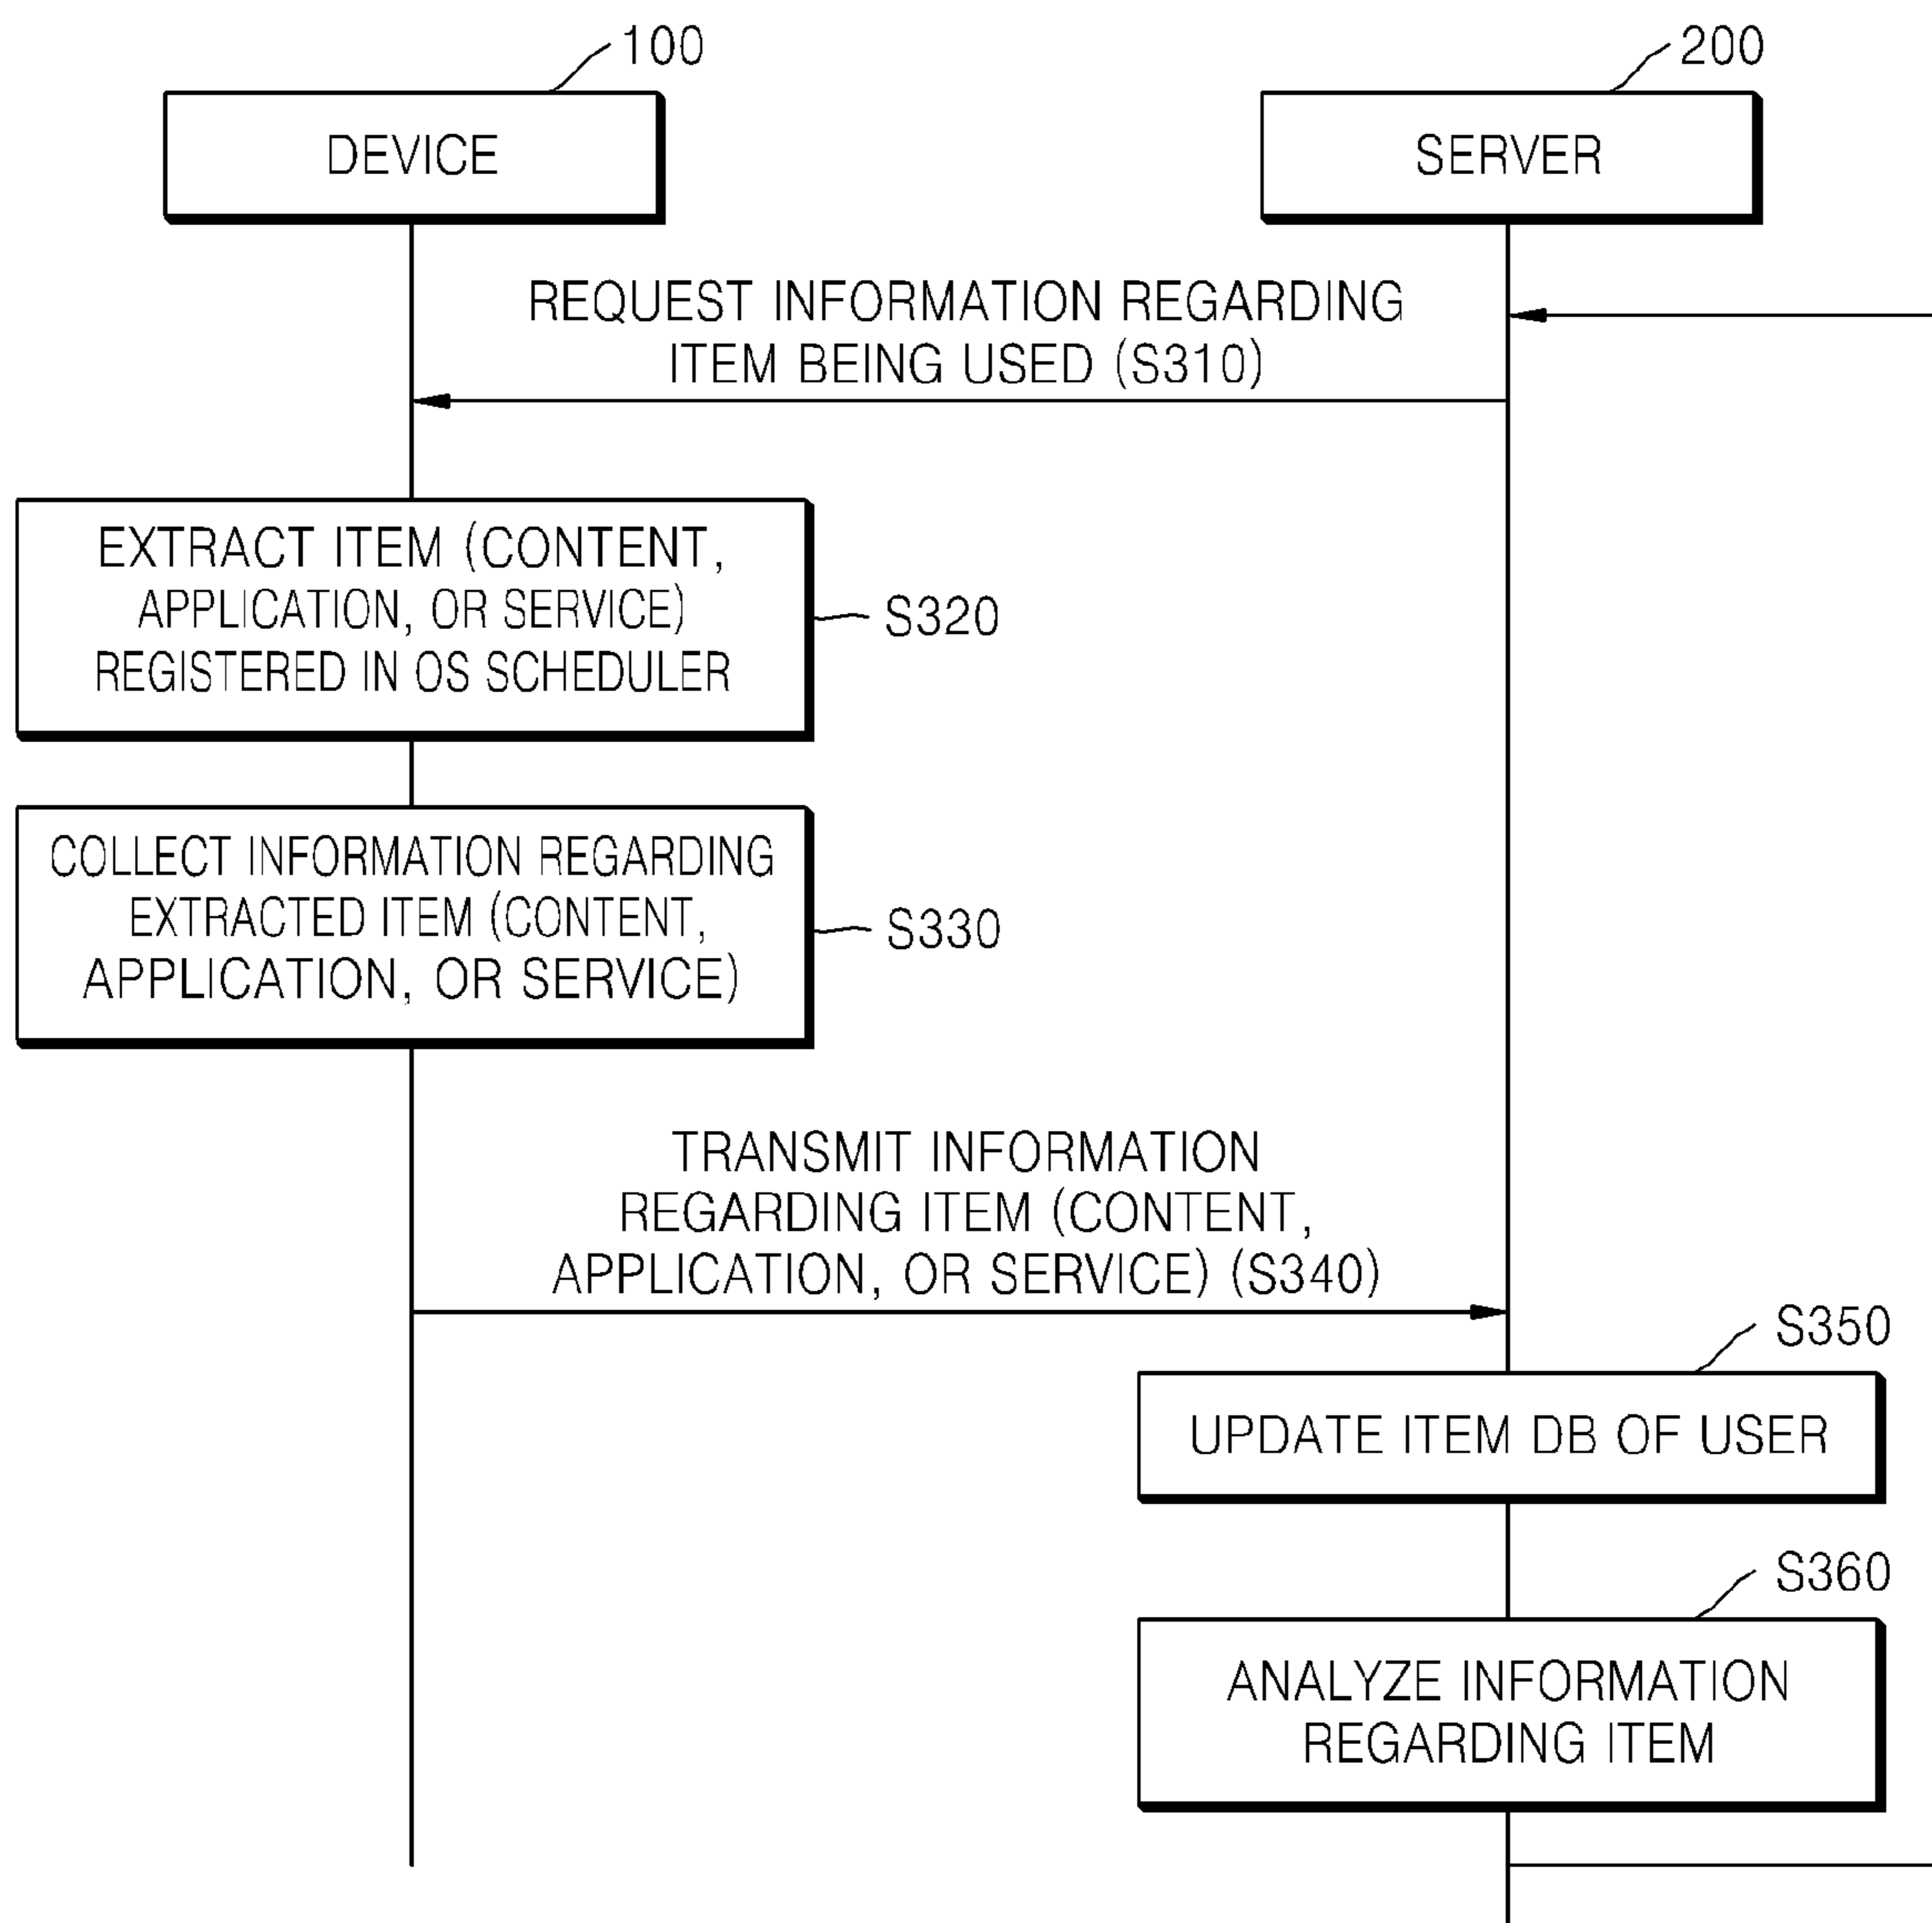 100
200
DEVICE
SERVER
REQUEST INFORMATION REGARDING
ITEM BEING USED (S310)
EXTRACT ITEM (CONTENT,
APPLICATION, OR SERVICE)
REGISTERED IN OS SCHEDULER
S320
COLLECT INFORMATION REGARDING
EXTRACTED ITEM (CONTENT,
APPLICATION, OR SERVICE)
S330
TRANSMIT INFORMATION
REGARDING ITEM (CONTENT,
APPLICATION, OR SERVICE) (S340)
S350
UPDATE ITEM DB OF USER
S360
ANALYZE INFORMATION
REGARDING ITEM